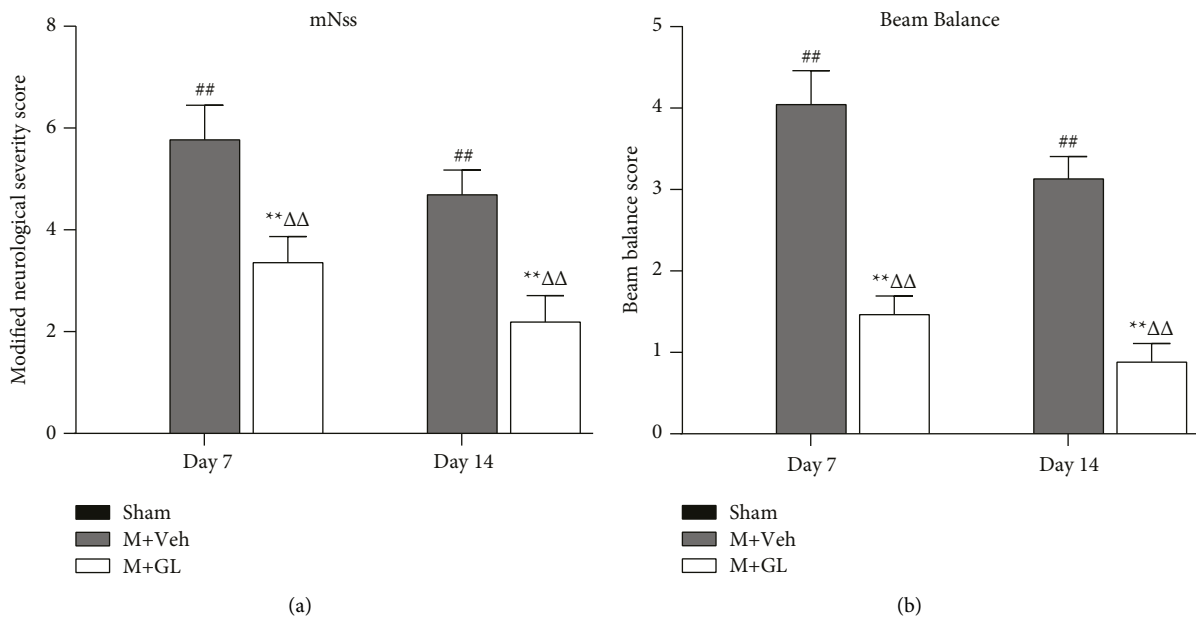 mNss
Modified neurological severity score
8
6
4
2
0
##
**ΔΔ
##
**ΔΔ
Day 7
Day 14
Sham
M+Veh
M+GL
(a)
Beam Balance
Beam balance score
5
4
3
2
1
0
##
**ΔΔ
##
**ΔΔ
Day 7
Day 14
Sham
M+Veh
M+GL
(b)